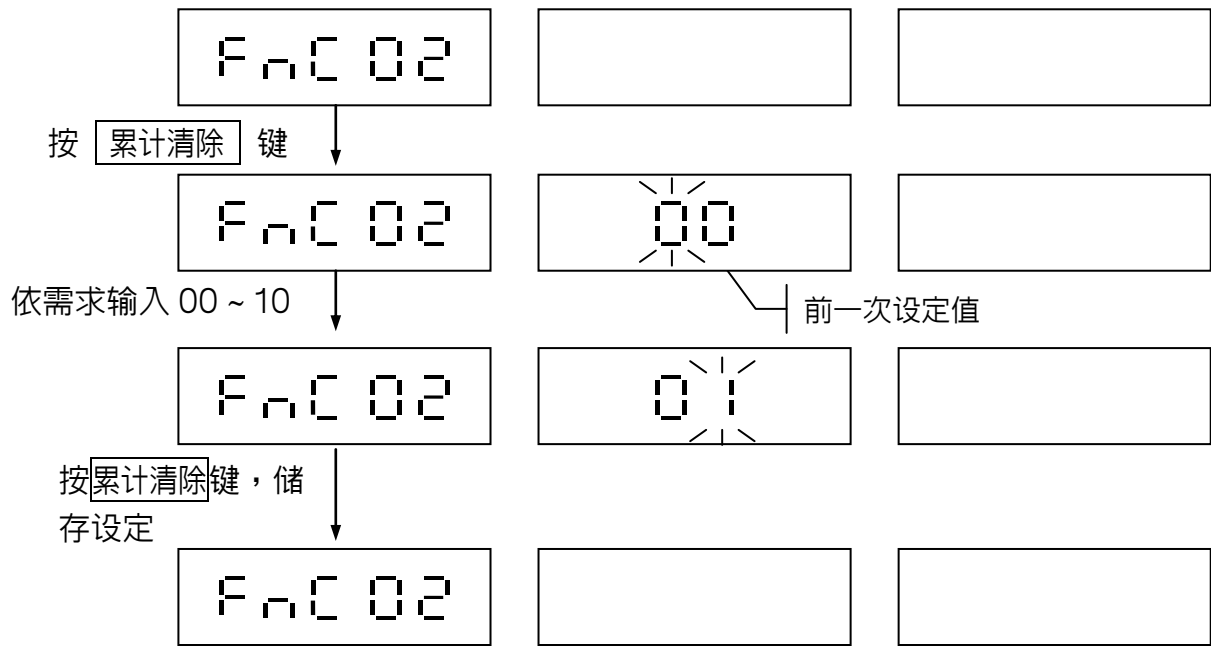 FnC 02
按 累计清除 键
FnC 02 00
依需求输入 00 ~ 10
前一次设定值
FnC 02 01
按累计清除键，储
存设定
FnC 02